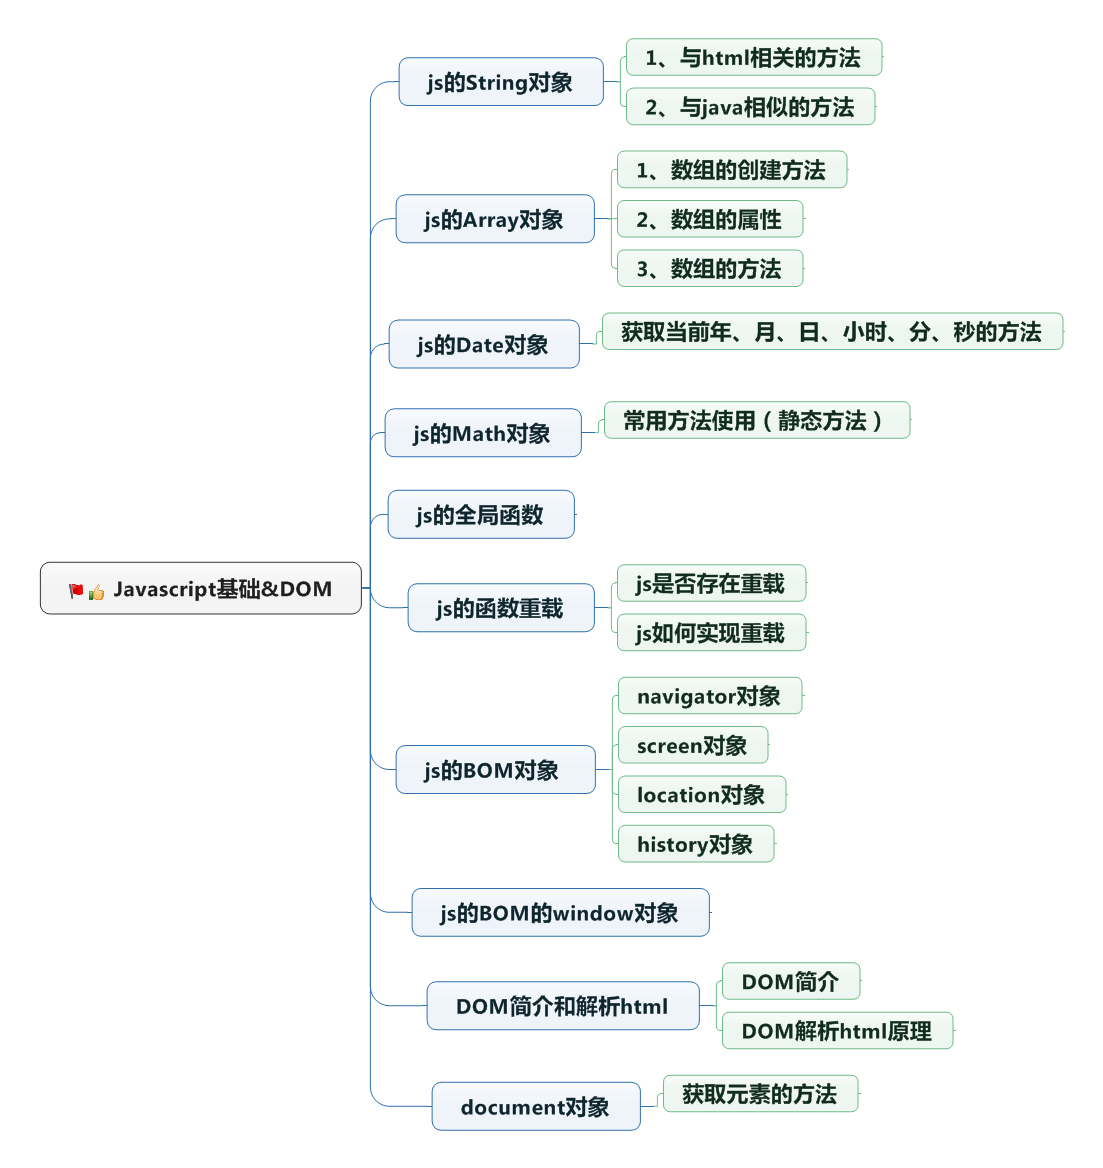 Javascript基础&DOM
js的String对象
1、与html相关的方法
2、与java相似的方法
js的Array对象
1、数组的创建方法
2、数组的属性
3、数组的方法
js的Date对象
获取当前年、月、日、小时、分、秒的方法
js的Math对象
常用方法使用（静态方法）
js的全局函数
js的函数重载
js是否存在重载
js如何实现重载
js的BOM对象
navigator对象
screen对象
location对象
history对象
js的BOM的window对象
DOM简介和解析html
DOM简介
DOM解析html原理
document对象
获取元素的方法